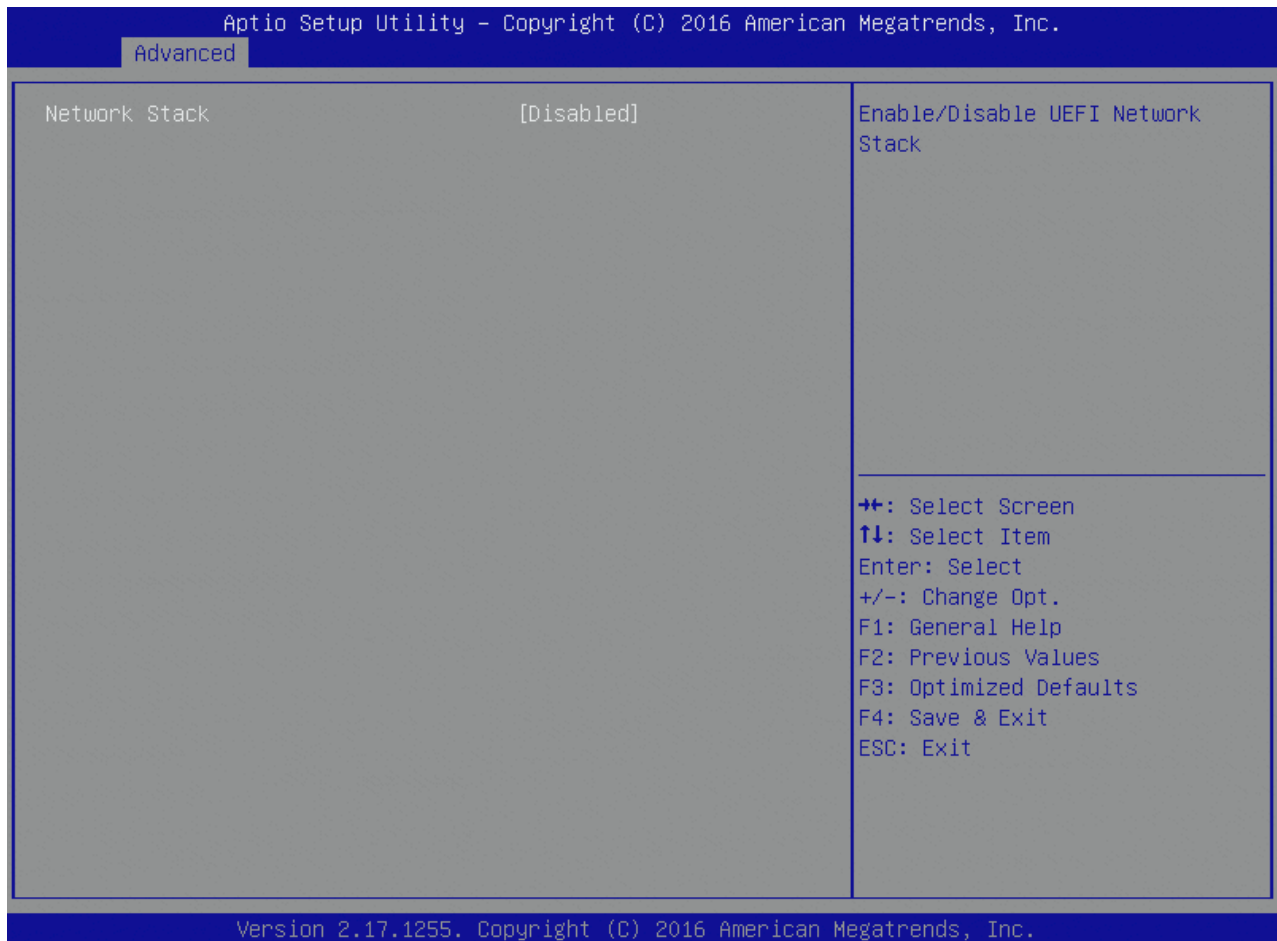 Aptio Setup Utility – Copyright (C) 2016 American Megatrends, Inc.
Advanced
Network Stack [Disabled]
Enable/Disable UEFI Network
Stack
→←: Select Screen
↑↓: Select Item
Enter: Select
+/-: Change Opt.
F1: General Help
F2: Previous Values
F3: Optimized Defaults
F4: Save & Exit
ESC: Exit
Version 2.17.1255. Copyright (C) 2016 American Megatrends, Inc.